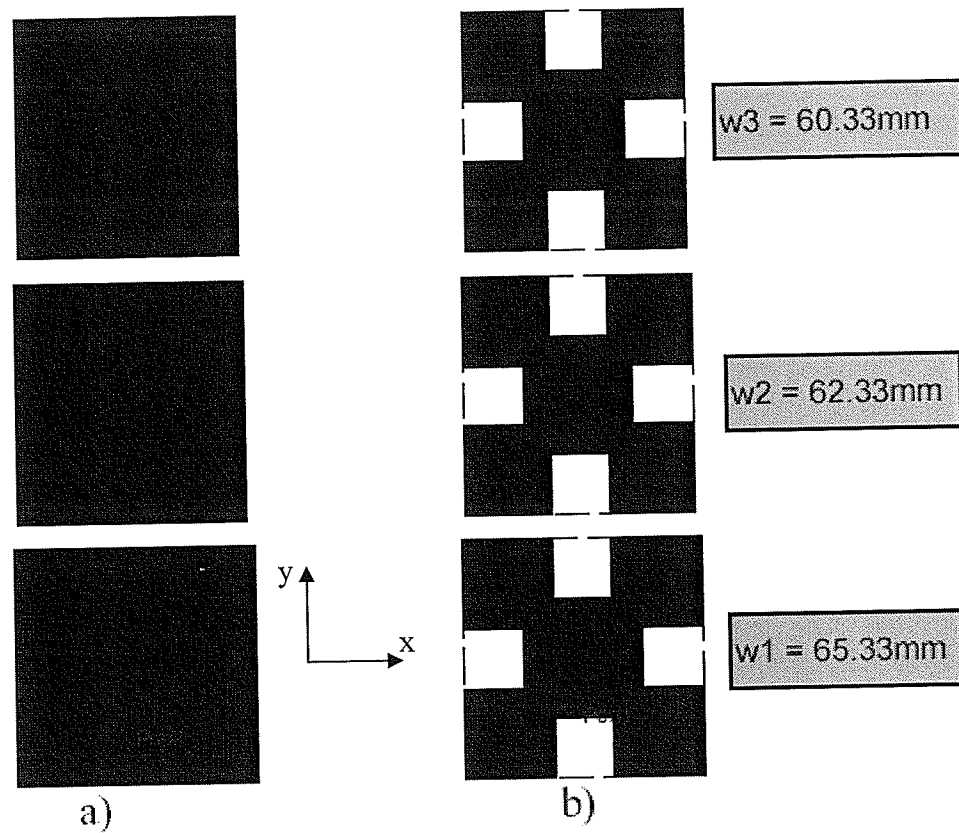 w3 = 60.33mm
w2 = 62.33mm
y
x
w1 = 65.33mm
a)
b)